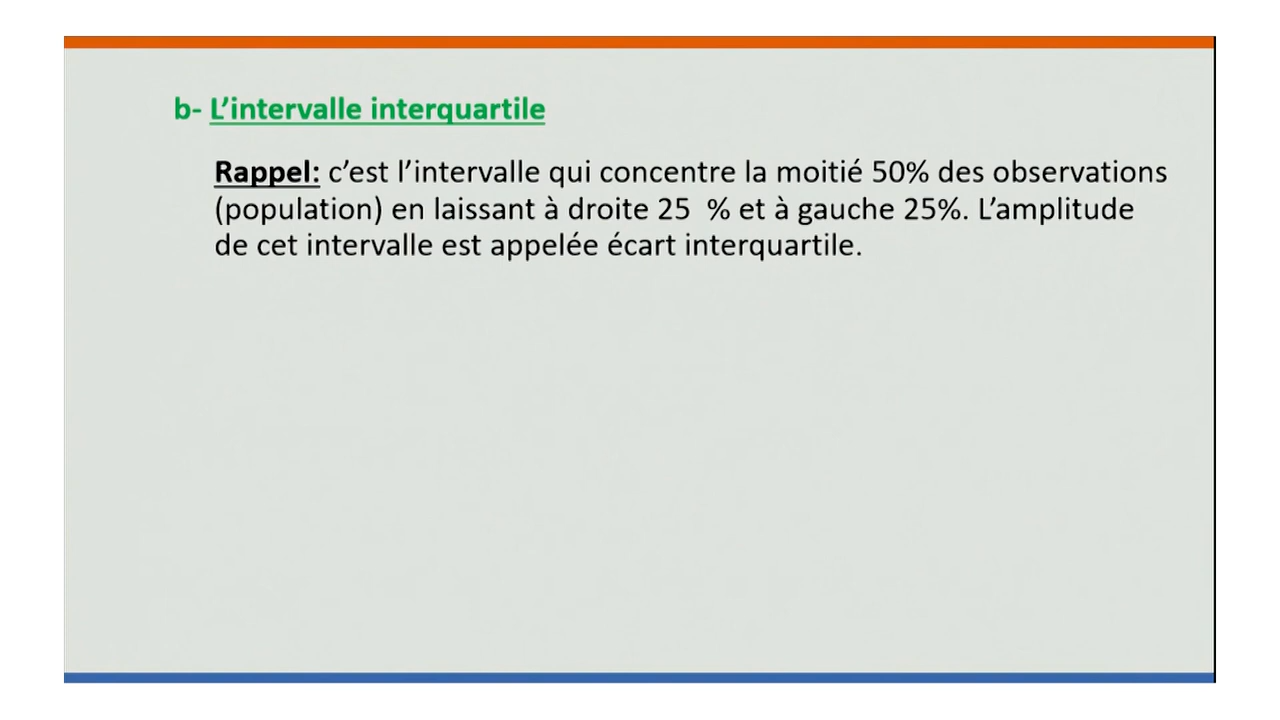 b- L’intervalle interquartile
Rappel: c’est l’intervalle qui concentre la moitié 50% des observations
(population) en laissant à droite 25  % et à gauche 25%. L’amplitude
de cet intervalle est appelée écart interquartile.